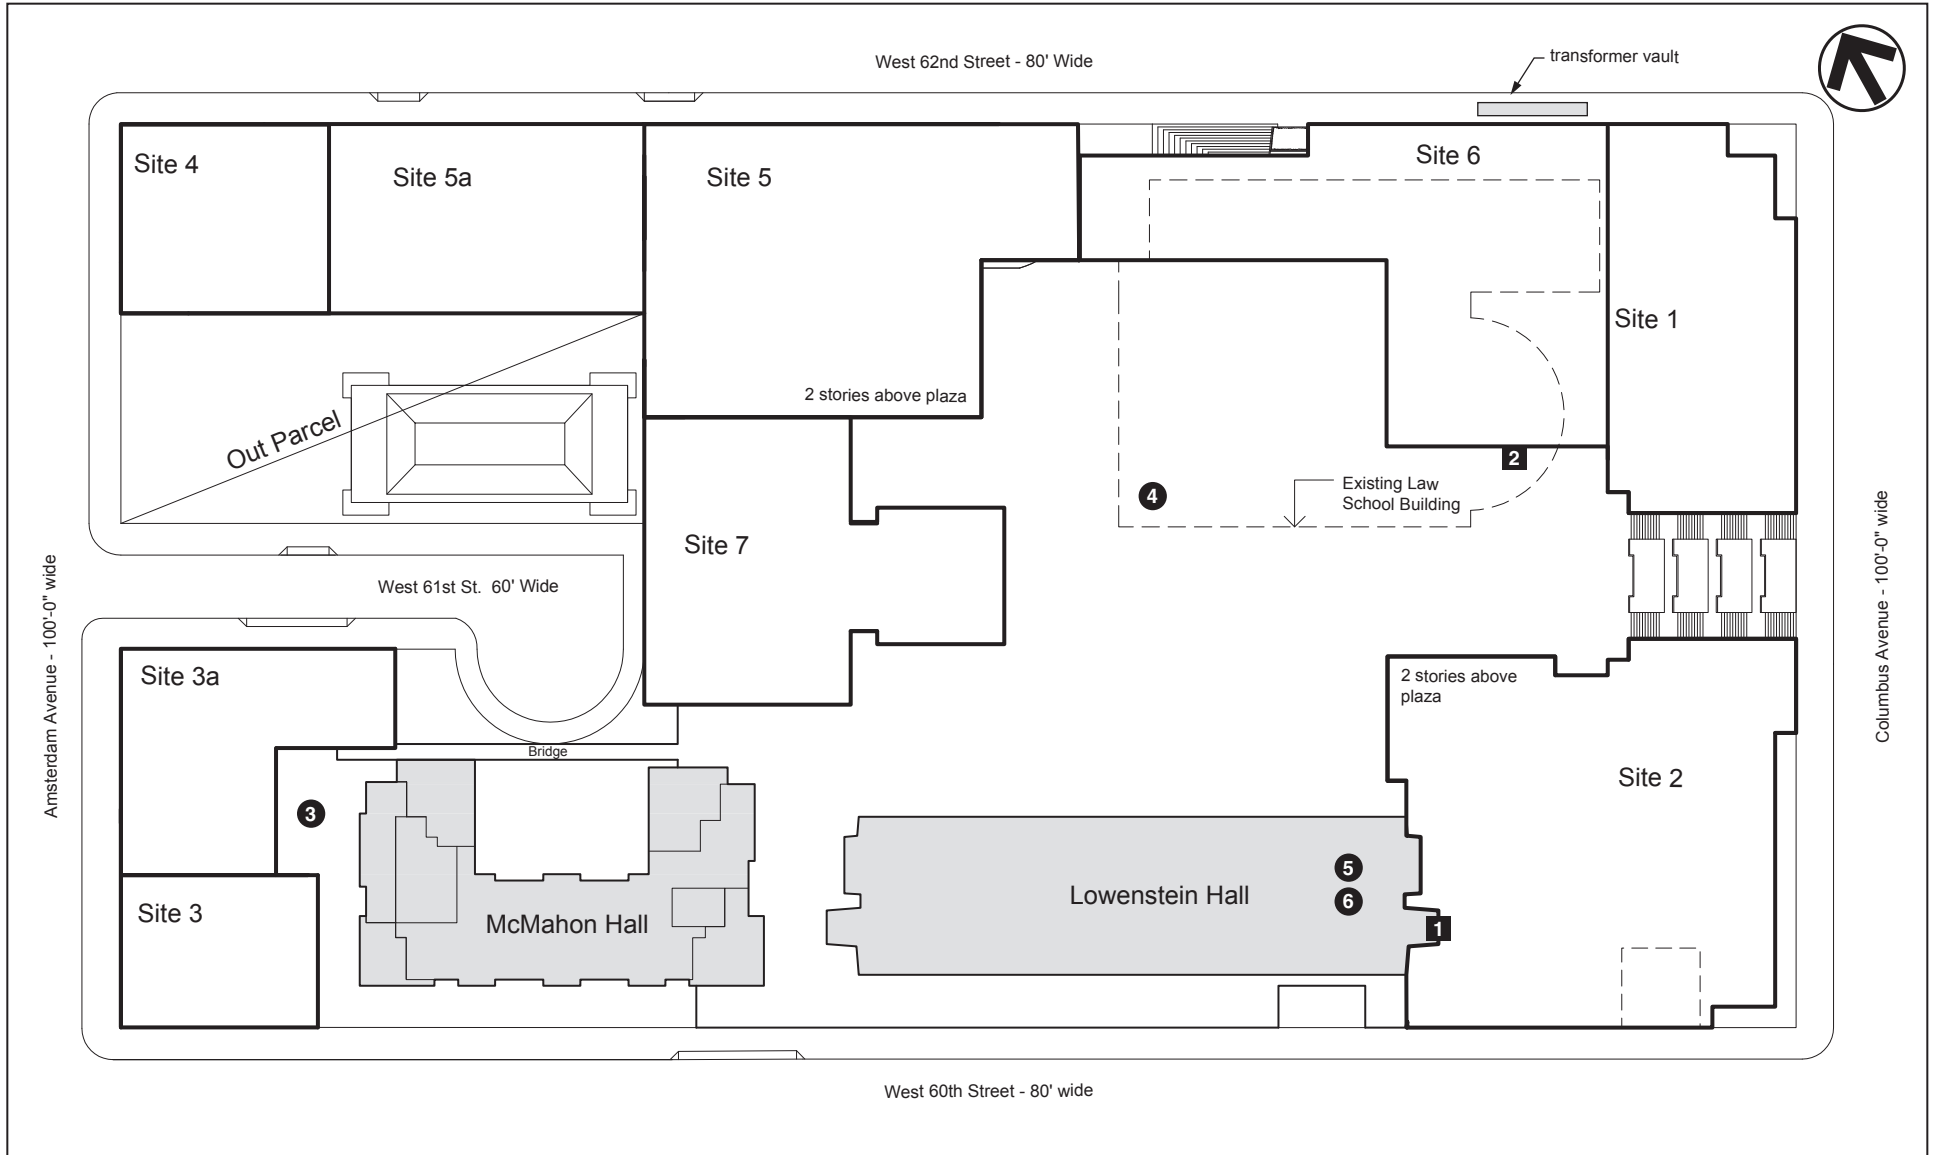 West 62nd Street - 80' Wide
transformer vault
Site 4
Site 5a
Site 5
Site 6
Site 1
2 stories above plaza
Out Parcel
2
4
Existing Law
School Building
Site 7
West 61st St.  60' Wide
Amsterdam Avenue - 100'-0" wide
Columbus Avenue - 100'-0" wide
Site 3a
2 stories above
plaza
Bridge
Site 2
3
5
Lowenstein Hall
6
Site 3
McMahon Hall
1
West 60th Street - 80' wide